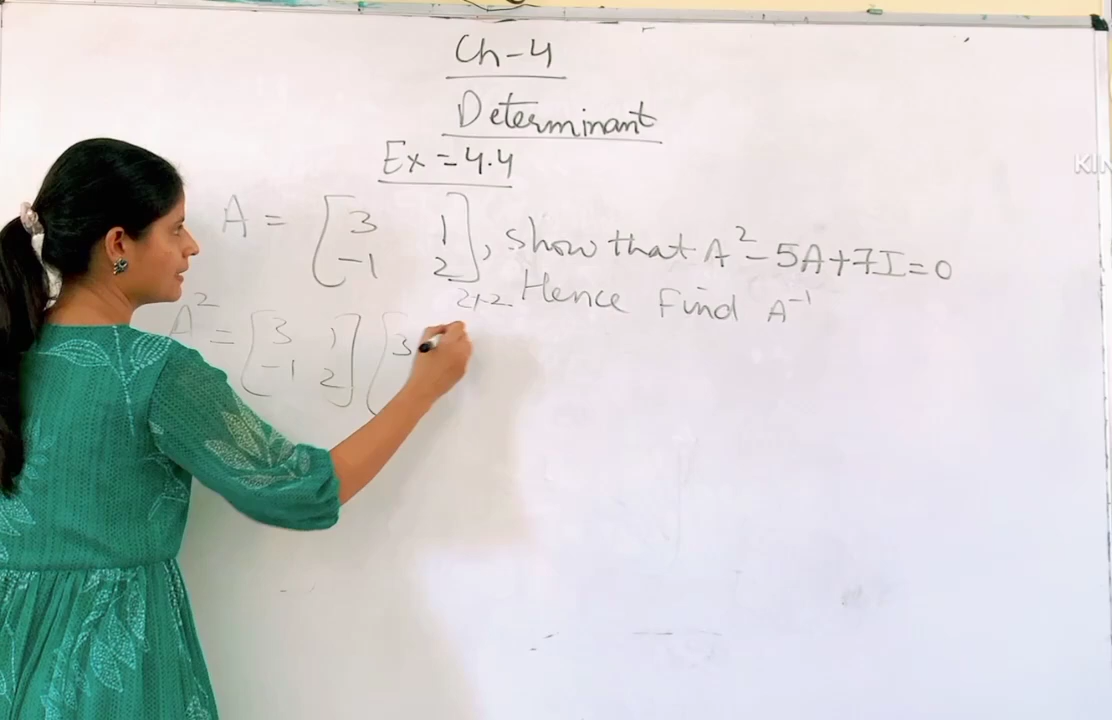 Ch-4
Determinant
Ex = 4.4
A = [3 1
-1 2]2×2, Show that A² - 5A + 7I = 0
Hence Find A⁻¹
A² = [3 1
-1 2] [3
KIN